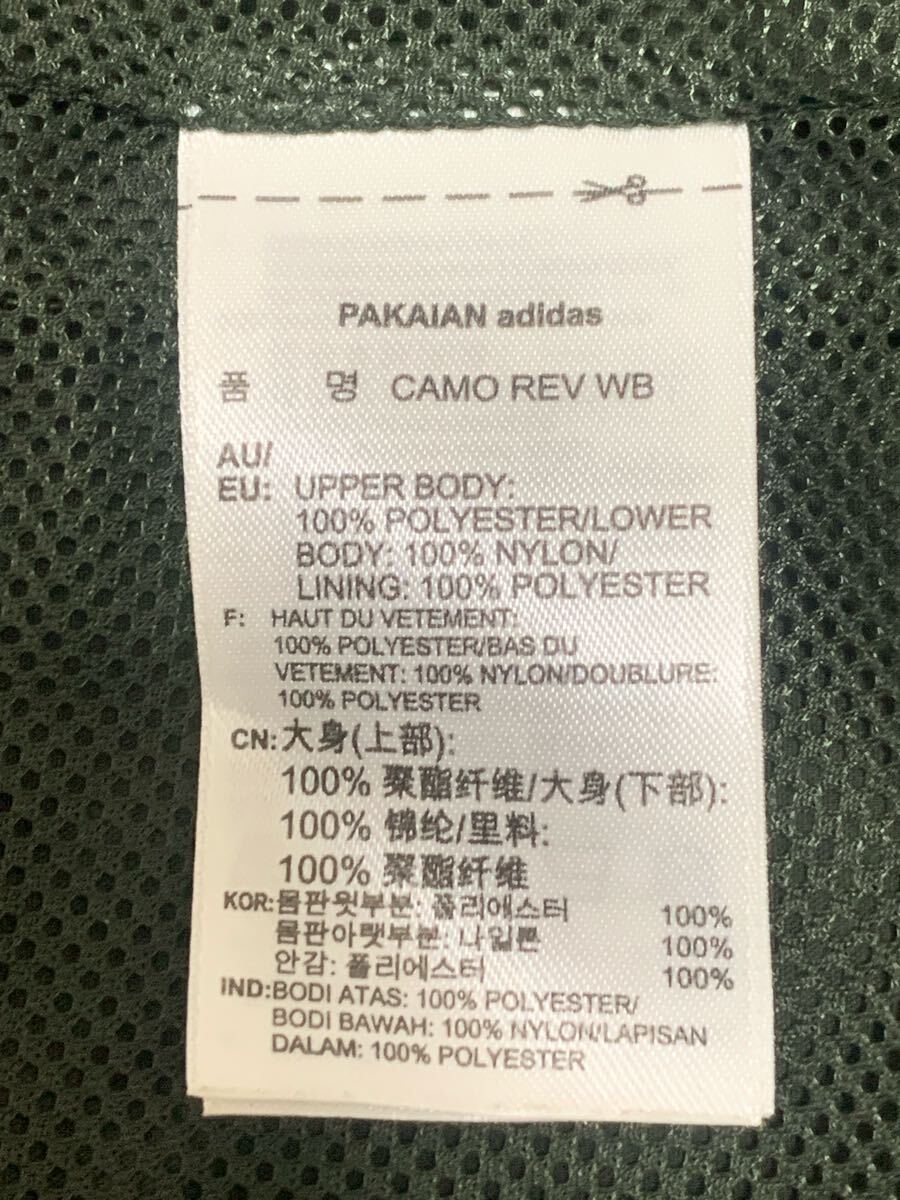 PAKAIAN adidas
품 명 CAMO REV WB
AU/
EU: UPPER BODY:
100% POLYESTER/LOWER
BODY: 100% NYLON/
LINING: 100% POLYESTER
F: HAUT DU VETEMENT:
100% POLYESTER/BAS DU
VETEMENT: 100% NYLON/DOUBLURE:
100% POLYESTER
CN:大身(上部):
100% 聚酯纤维/大身(下部):
100% 锦纶/里料:
100% 聚酯纤维
KOR:몸판윗부분: 폴리에스터 100%
몸판아랫부분: 나일론 100%
안감: 폴리에스터 100%
IND:BODI ATAS: 100% POLYESTER/
BODI BAWAH: 100% NYLON/LAPISAN
DALAM: 100% POLYESTER